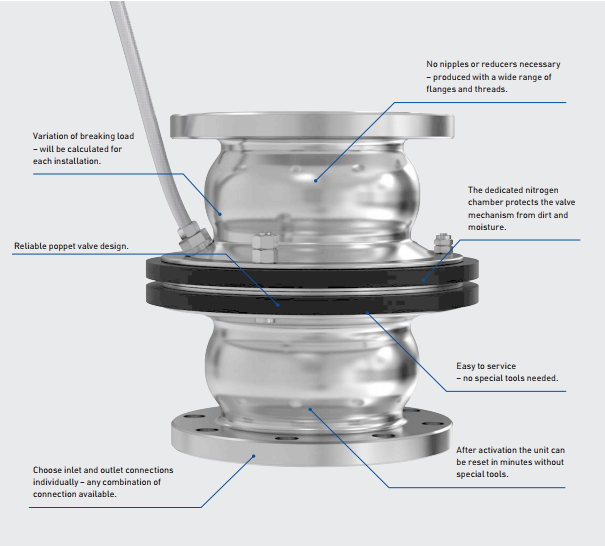 No nipples or reducers necessary
– produced with a wide range of
flanges and threads.
Variation of breaking load
– will be calculated for
each installation.
The dedicated nitrogen
chamber protects the valve
mechanism from dirt and
moisture.
Reliable poppet valve design.
Easy to service
– no special tools needed.
After activation the unit can
be reset in minutes without
special tools.
Choose inlet and outlet connections
individually – any combination of
connection available.